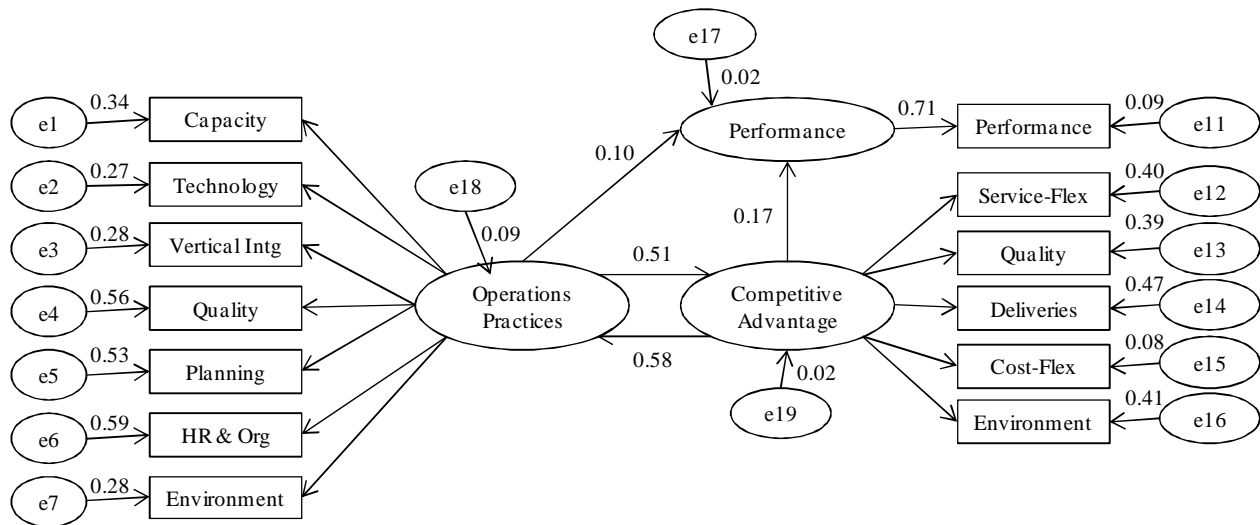 e17
0.02
0.34
e1
Capacity
Performance
0.71
Performance
0.09
e11
0.10
0.27
e2
Technology
e18
0.40
Service-Flex
e12
0.28
e3
Vertical Intg
0.09
0.17
0.39
Quality
e13
0.51
0.56
e4
Quality
Operations
Practices
Competitive
Advantage
0.47
Deliveries
e14
0.58
0.53
e5
Planning
0.02
0.08
Cost-Flex
e15
e19
0.59
e6
HR & Org
0.41
Environment
e16
0.28
e7
Environment